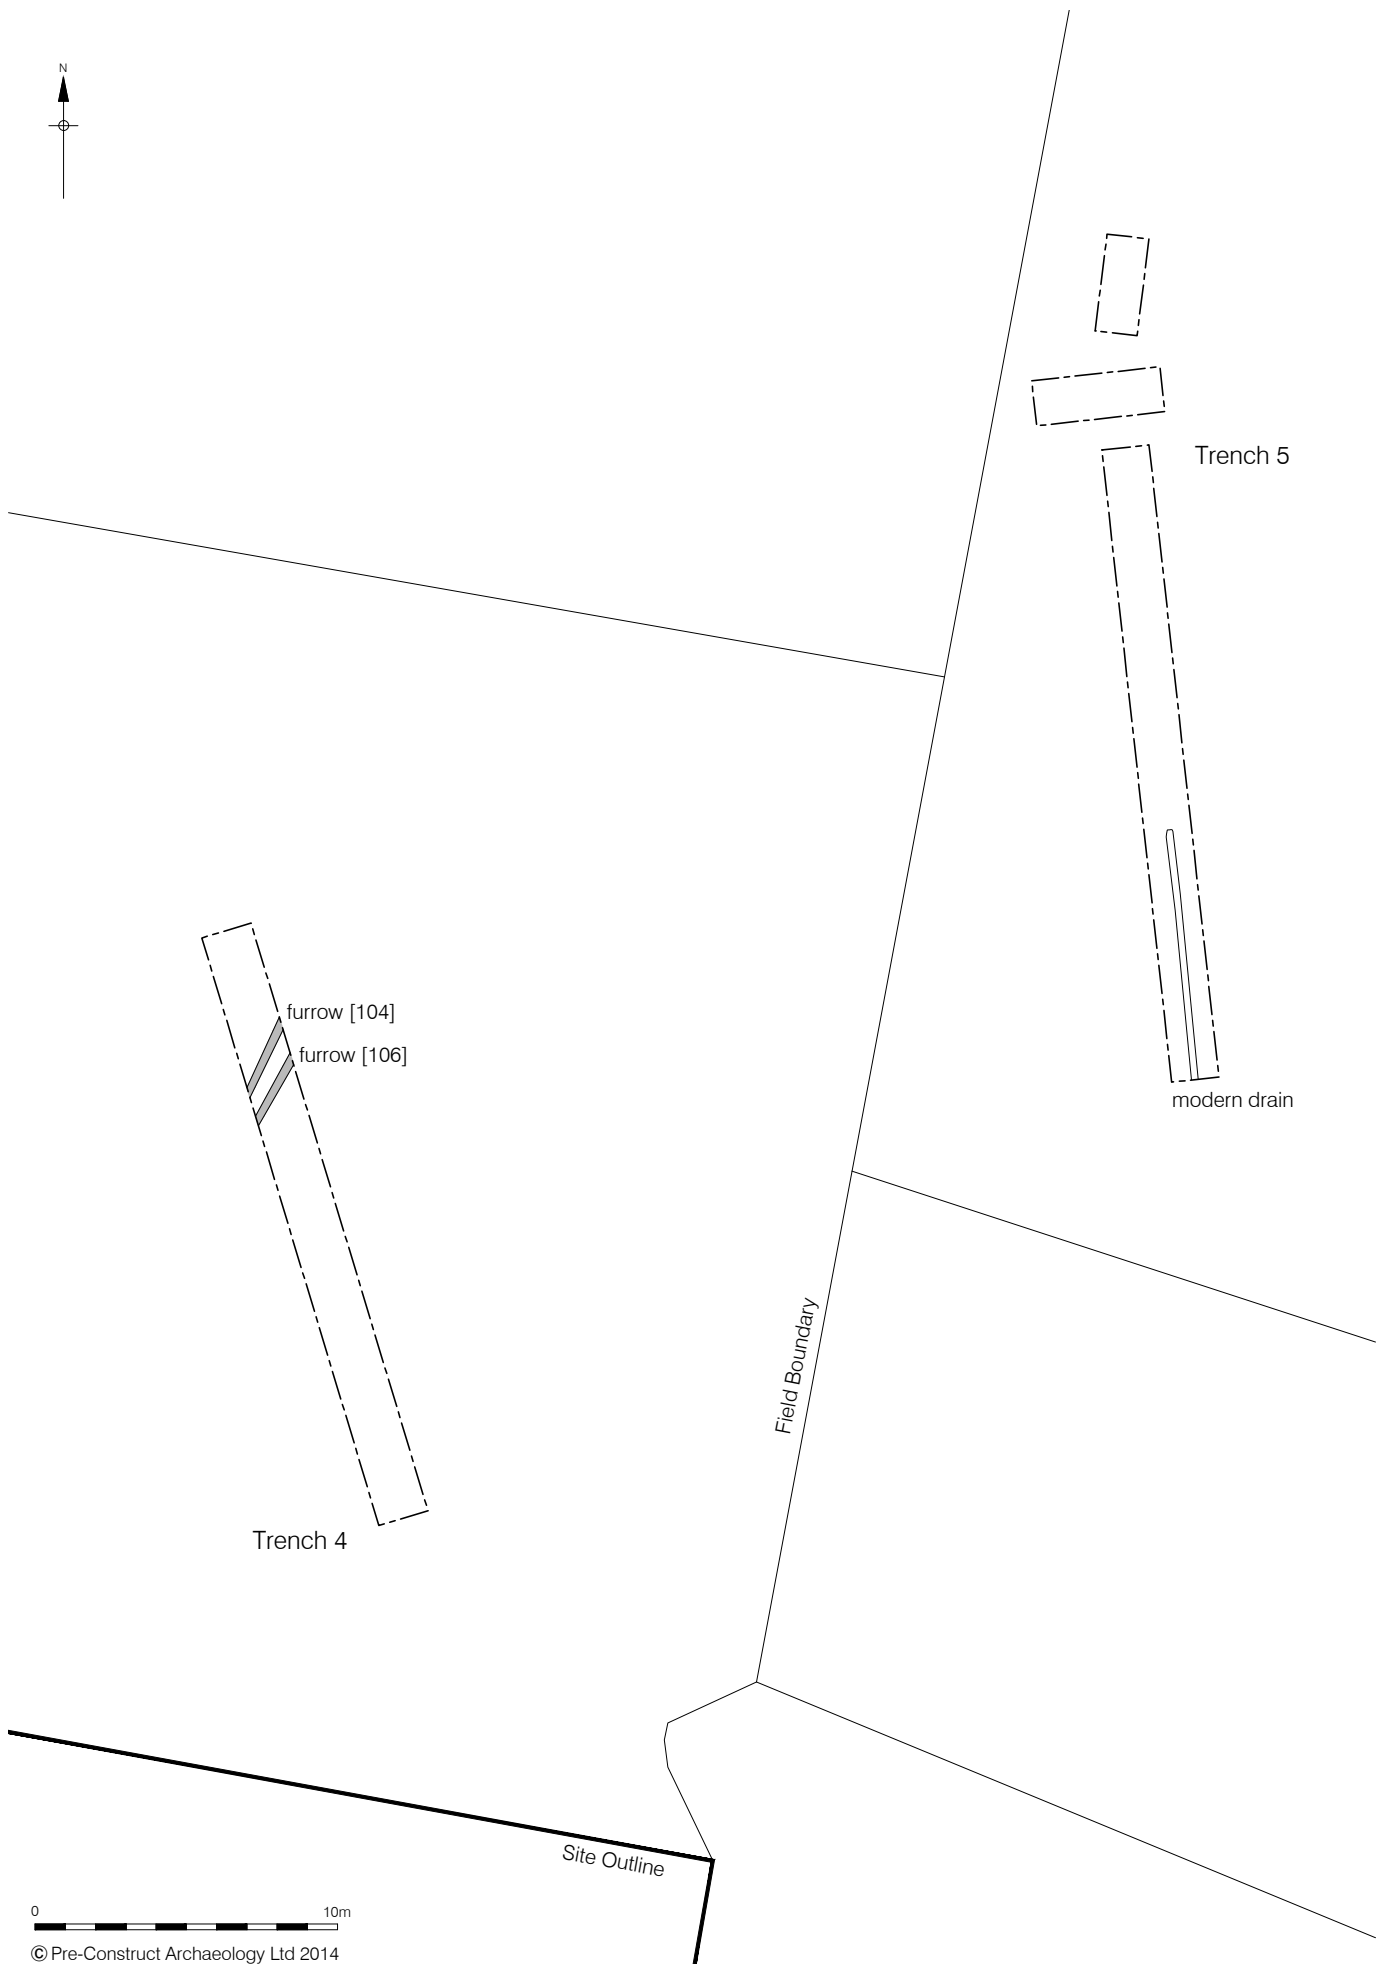 N
Trench 5
furrow [104]
furrow [106]
modern drain
Field Boundary
Trench 4
Site Outline
0 10m
© Pre-Construct Archaeology Ltd 2014